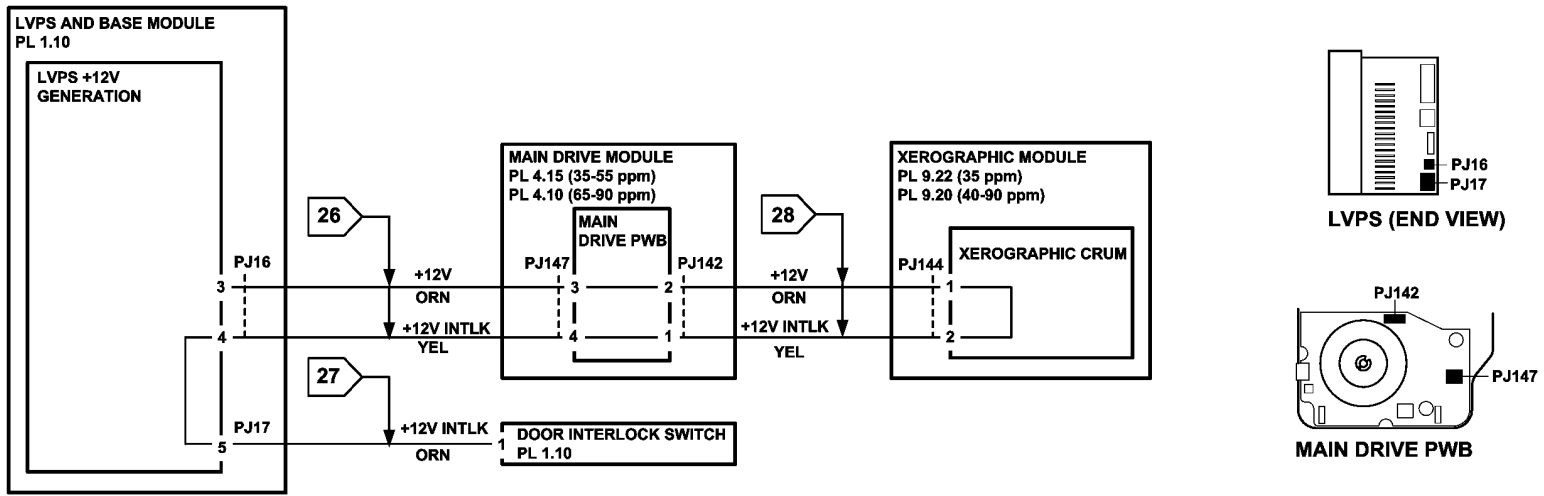 LVPS AND BASE MODULE
PL 1.10
LVPS +12V
GENERATION
3
4
5
PJ16
PJ17
26
+12V
ORN
+12V INTLK
YEL
27
+12V INTLK
ORN
MAIN DRIVE MODULE
PL 4.15 (35-55 ppm)
PL 4.10 (65-90 ppm)
MAIN
DRIVE PWB
PJ147
3
4
2
1
PJ142
1
DOOR INTERLOCK SWITCH
PL 1.10
28
+12V
ORN
+12V INTLK
YEL
XEROGRAPHIC MODULE
PL 9.22 (35 ppm)
PL 9.20 (40-90 ppm)
XEROGRAPHIC CRUM
PJ144
1
2
PJ16
PJ17
LVPS (END VIEW)
PJ142
PJ147
MAIN DRIVE PWB